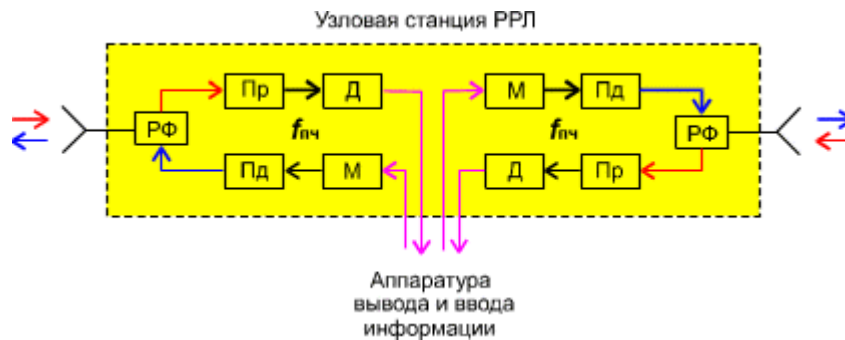 Узловая станция РРЛ
Пр Д М Пд
РФ fпч fпч РФ
Пд М Д Пр
Аппаратура
вывода и ввода
информации